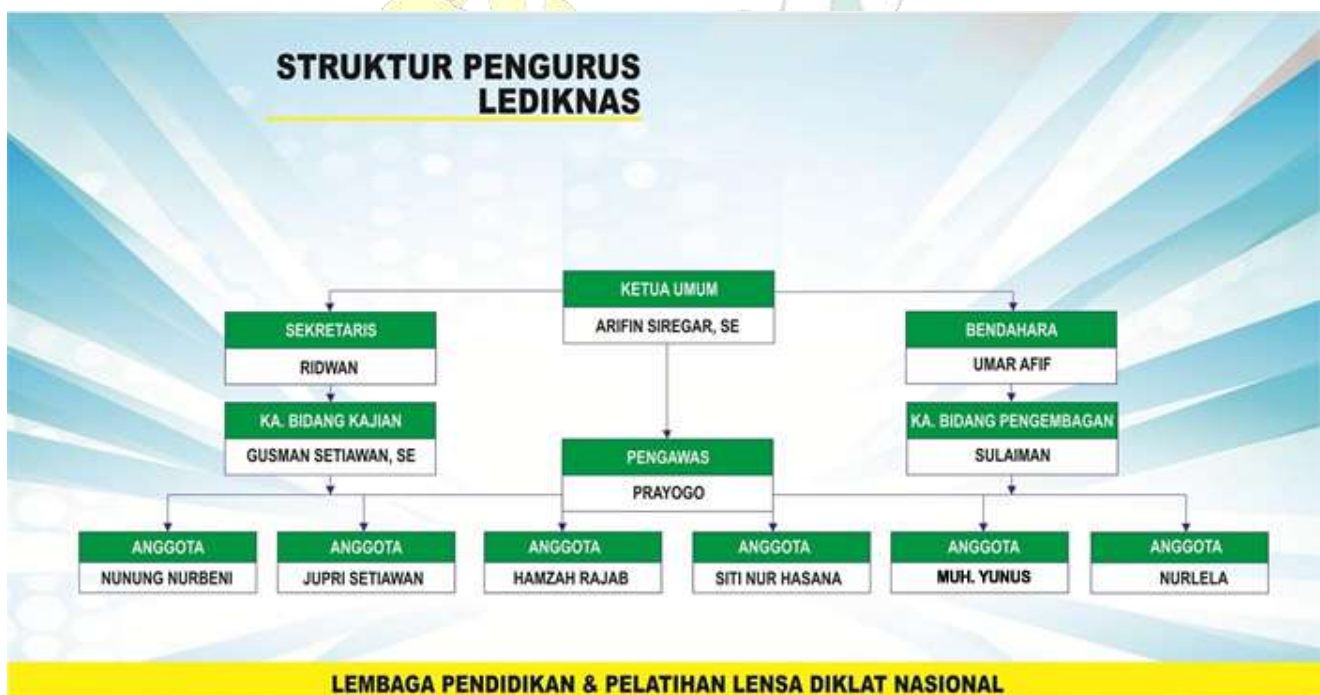 STRUKTUR PENGURUS
LEDIKNAS
KETUA UMUM
ARIFIN SIREGAR, SE
SEKRETARIS
RIDWAN
BENDAHARA
UMAR AFIF
KA. BIDANG KAJIAN
GUSMAN SETIAWAN, SE
KA. BIDANG PENGEMBAGAN
SULAIMAN
PENGAWAS
PRAYOGO
ANGGOTA
NUNUNG NURBENI
ANGGOTA
JUPRI SETIAWAN
ANGGOTA
HAMZAH RAJAB
ANGGOTA
SITI NUR HASANA
ANGGOTA
MUH. YUNUS
ANGGOTA
NURLELA
LEMBAGA PENDIDIKAN & PELATIHAN LENSA DIKLAT NASIONAL